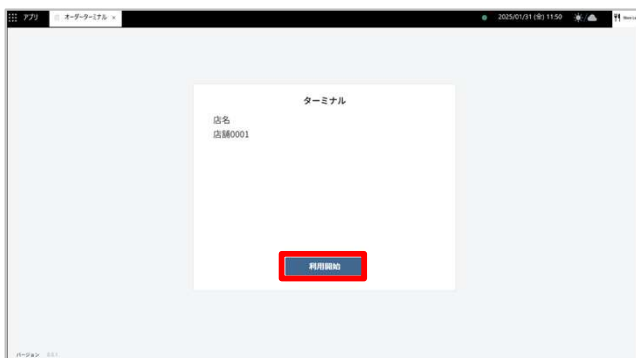 アプリ
オーダーターミナル ×
2025/01/31 (金) 11:50
ターミナル
店名
店舗0001
利用開始
バージョン